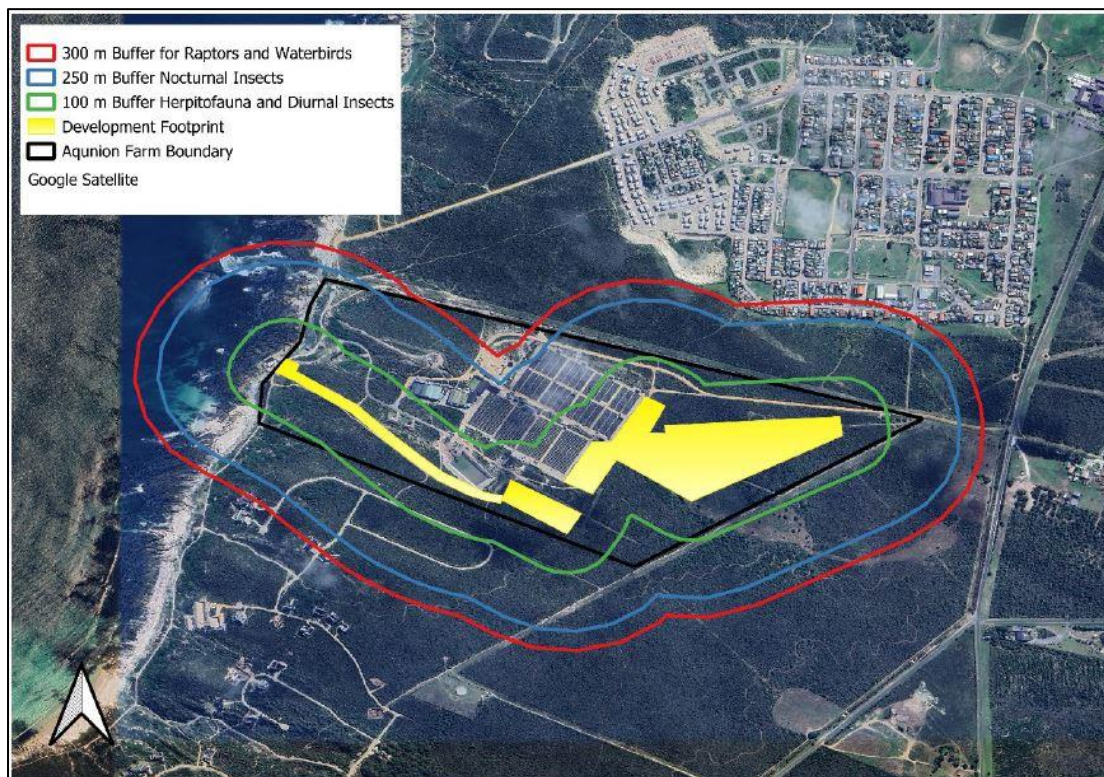 300 m Buffer for Raptors and Waterbirds
250 m Buffer Nocturnal Insects
100 m Buffer Herpitofauna and Diurnal Insects
Development Footprint
Aqunion Farm Boundary
Google Satellite